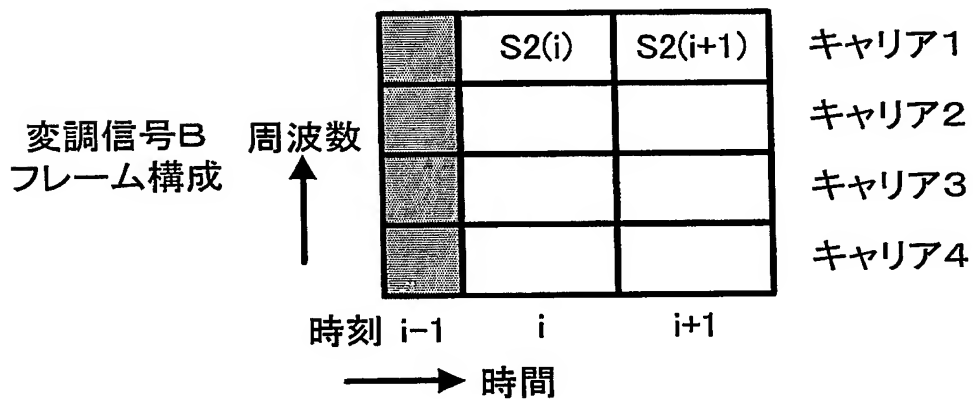 S2(i) S2(i+1) キャリア1
キャリア2
変調信号B 周波数
フレーム構成
キャリア3
キャリア4
時刻 i-1 i i+1
時間